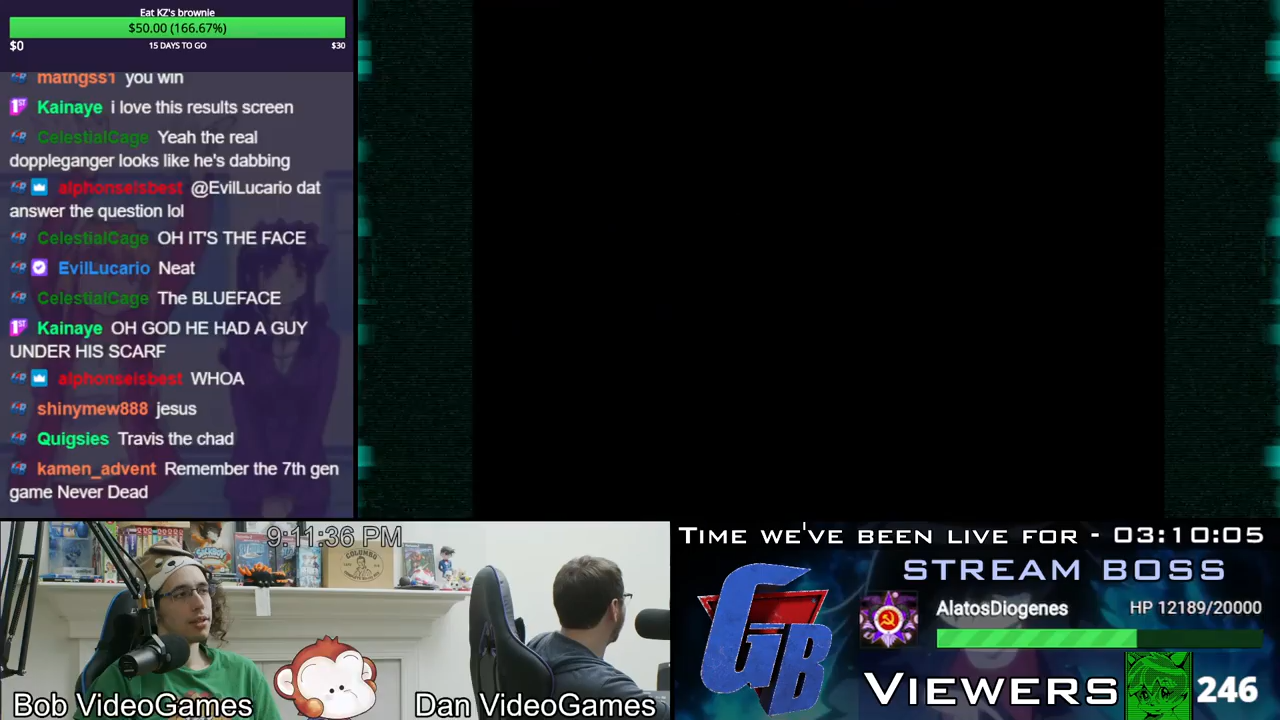 Eat KZ's brownie
$50.00 (166.67%)
$0 15 DAYS TO GO $30
mathgss1 you win
Kainaye i love this results screen
CelestialCage Yeah the real
doppleganger looks like he's dabbing
alphonseisbest @EvilLucario dat
answer the question lol
CelestialCage OH IT'S THE FACE
EvilLucario Neat
CelestialCage The BLUEFACE
Kainaye OH GOD HE HAD A GUY
UNDER HIS SCARF
alphonseisbest WHOA
shinymew888 jesus
Quigsies Travis the chad
kamen_advent Remember the 7th gen
game Never Dead
9:11:36 PM
COLUMBO
Bob VideoGames
Dan VideoGames
TIME WE'VE BEEN LIVE FOR - 03:10:05
STREAM BOSS
AlatosDiogenes HP 12189/20000
GGB
VIEWERS 246